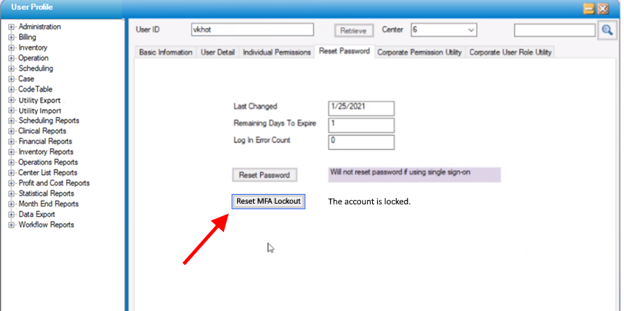 User Profile
Administration
Billing
Inventory
Operation
Scheduling
Case
Code Table
Utility Export
Utility Import
Scheduling Reports
Clinical Reports
Financial Reports
Inventory Reports
Operations Reports
Center List Reports
Profit and Cost Reports
Statistical Reports
Month End Reports
Data Export
Workflow Reports
User ID vkhot Retrieve Center 6
Basic Information User Detail Individual Permissions Reset Password Corporate Permission Utility Corporate User Role Utility
Last Changed 1/25/2021
Remaining Days To Expire 1
Log In Error Count 0
Reset Password Will not reset password if using single sign-on
Reset MFA Lockout The account is locked.